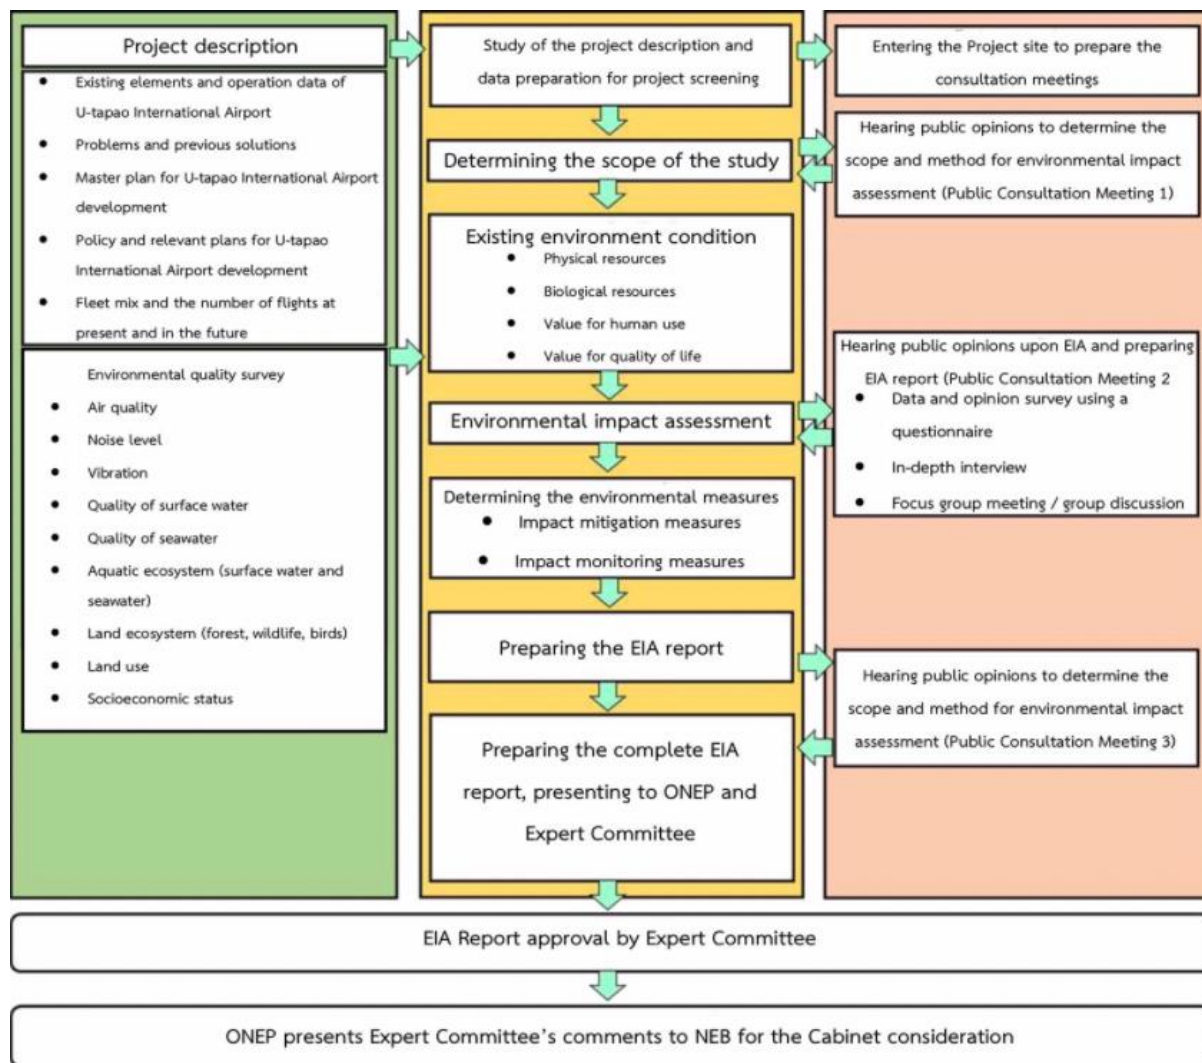 Project description
• Existing elements and operation data of
U-tapao International Airport
• Problems and previous solutions
• Master plan for U-tapao International Airport
development
• Policy and relevant plans for U-tapao
International Airport development
• Fleet mix and the number of flights at
present and in the future
Environmental quality survey
• Air quality
• Noise level
• Vibration
• Quality of surface water
• Quality of seawater
• Aquatic ecosystem (surface water and
seawater)
• Land ecosystem (forest, wildlife, birds)
• Land use
• Socioeconomic status
Study of the project description and
data preparation for project screening
Determining the scope of the study
Existing environment condition
• Physical resources
• Biological resources
• Value for human use
• Value for quality of life
Environmental impact assessment
Determining the environmental measures
• Impact mitigation measures
• Impact monitoring measures
Preparing the EIA report
Preparing the complete EIA
report, presenting to ONEP and
Expert Committee
Entering the Project site to prepare the
consultation meetings
Hearing public opinions to determine the
scope and method for environmental impact
assessment (Public Consultation Meeting 1)
Hearing public opinions upon EIA and preparing
EIA report (Public Consultation Meeting 2
• Data and opinion survey using a
questionnaire
• In-depth interview
• Focus group meeting / group discussion
Hearing public opinions to determine the
scope and method for environmental impact
assessment (Public Consultation Meeting 3)
EIA Report approval by Expert Committee
ONEP presents Expert Committee's comments to NEB for the Cabinet consideration